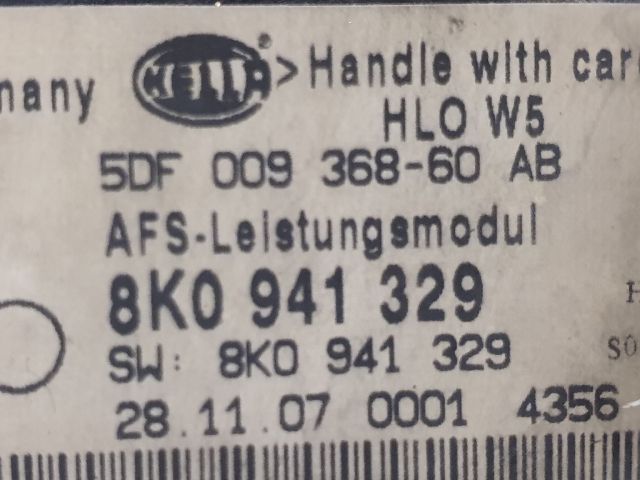 many HELLA® > Handle with care
HLO W5
5DF 009 368-60 AB
AFS-Leistungsmodul
8K0 941 329
H
SW: 8K0 941 329 S0
28.11.07 0001 4356